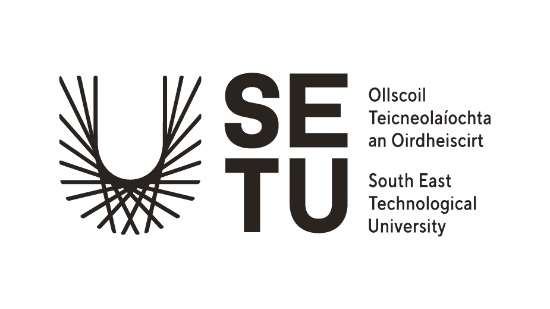 SE
TU
Ollscoil
Teicneolaíochta
an Oirdheiscirt
South East
Technological
University